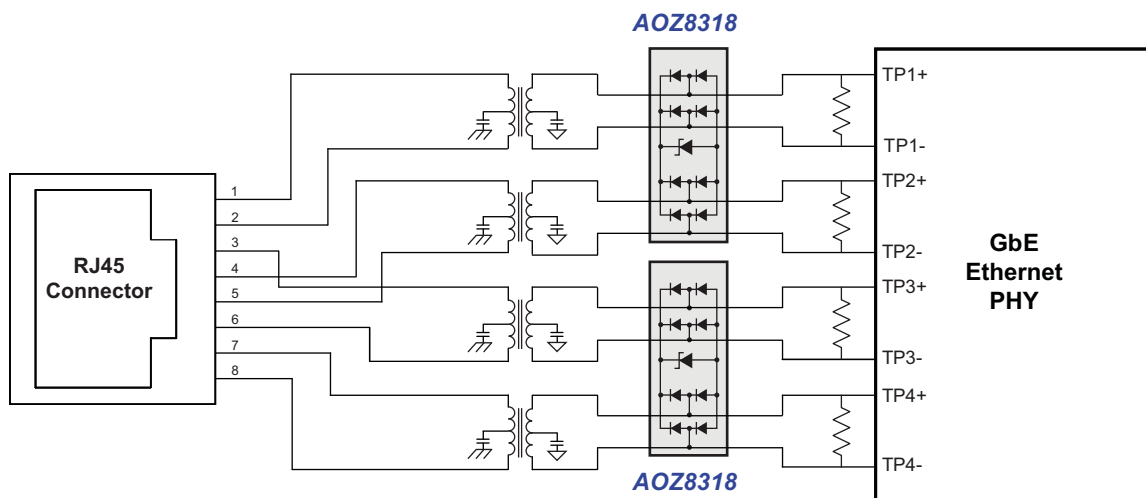 AOZ8318
TP1+
TP1-
TP2+
TP2-
TP3+
TP3-
TP4+
TP4-
GbE
Ethernet
PHY
RJ45
Connector
1
2
3
4
5
6
7
8
AOZ8318